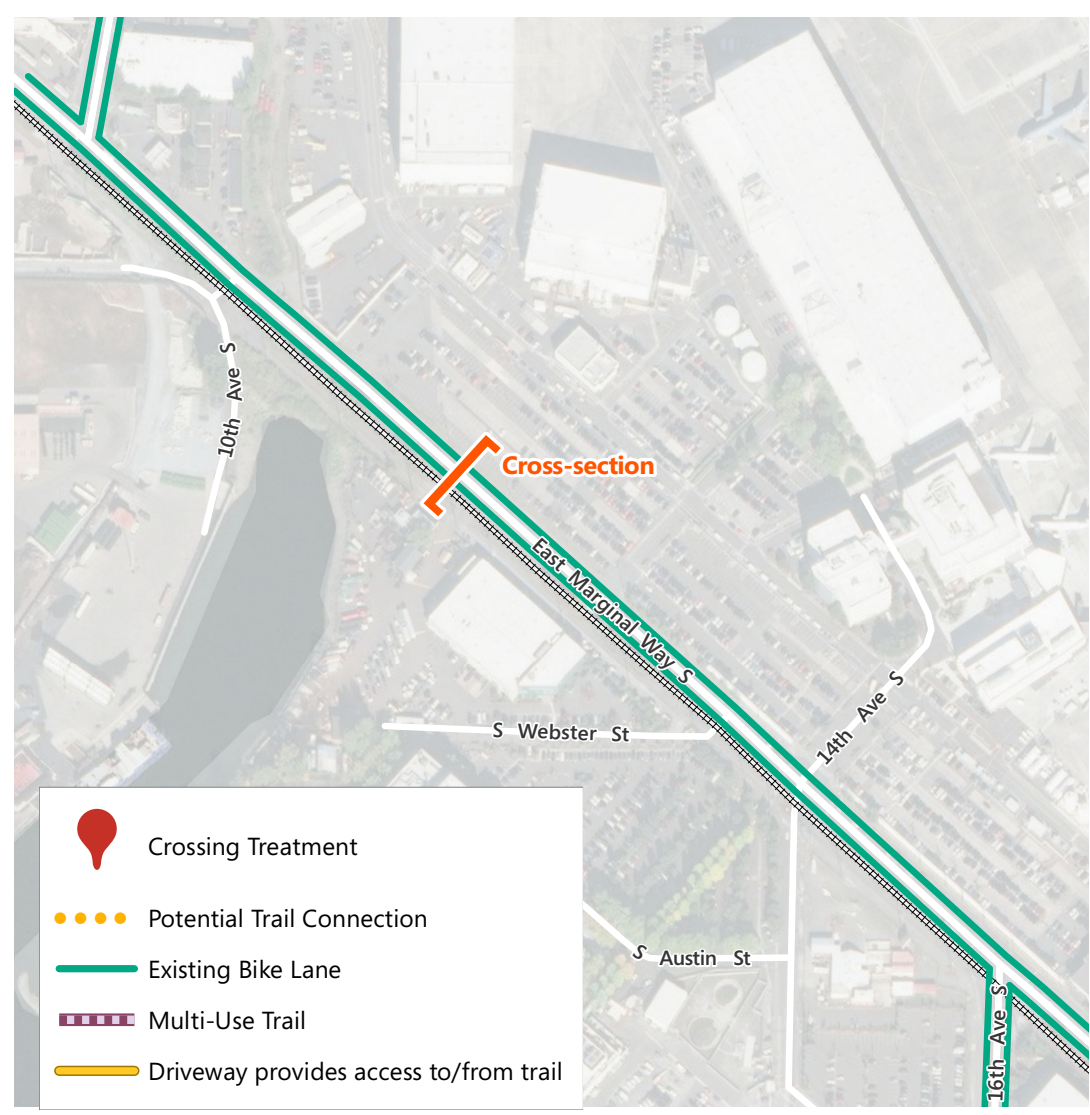 10th Ave S
Cross-section
East Marginal Way S
14th Ave S
S Webster St
S Austin St
16th Ave S
Crossing Treatment
Potential Trail Connection
Existing Bike Lane
Multi-Use Trail
Driveway provides access to/from trail